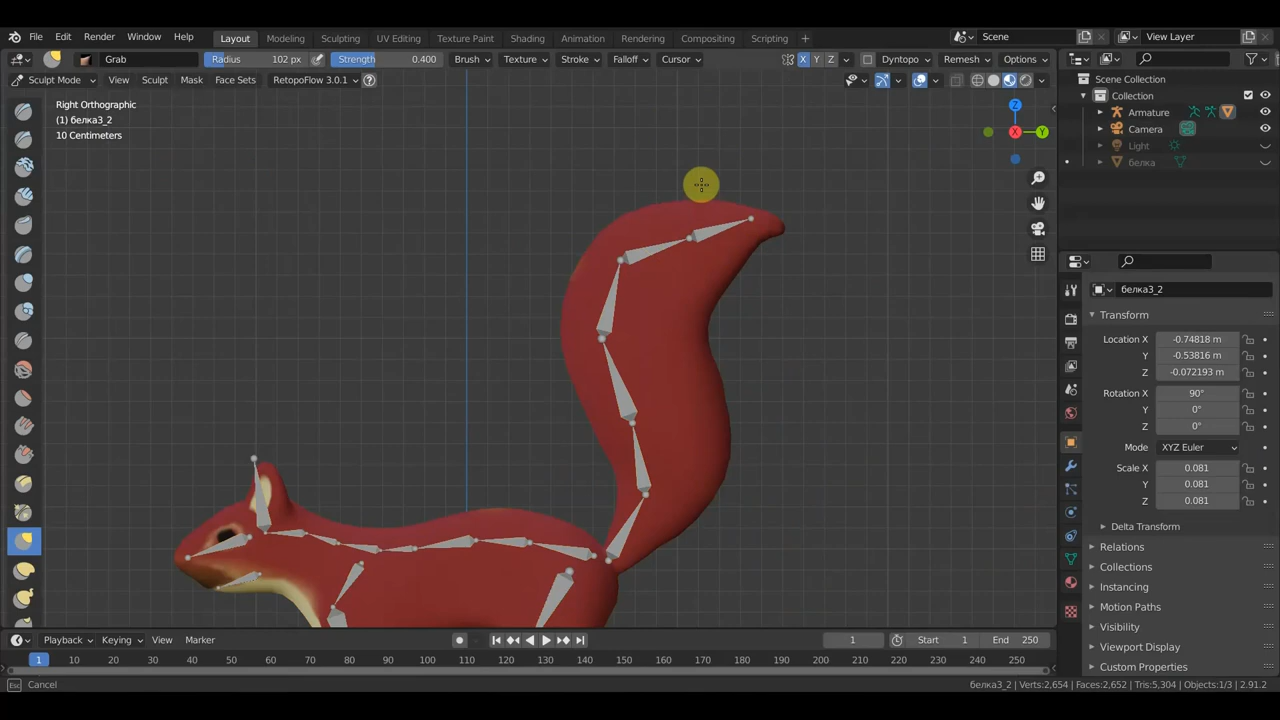 File Edit Render Window Help Layout Modeling Sculpting UV Editing Texture Paint Shading Animation Rendering Compositing Scripting Scene View Layer
Grab Radius 102 px Strength 0.400 Brush Texture Stroke Falloff Cursor X Y Z Dyntopo Remesh Options
Sculpt Mode View Sculpt Mask Face Sets RetopoFlow 3.0.1 ?
Scene Collection
Collection
Armature
Camera
Light
белка
Right Orthographic
(1) белка3_2
10 Centimeters
Z
X
Y
белка3_2
Transform
Location X -0.74818 m
Y -0.53816 m
Z -0.072193 m
Rotation X 90°
Y 0°
Z 0°
Mode XYZ Euler
Scale X 0.081
Y 0.081
Z 0.081
Delta Transform
Relations
Collections
Instancing
Motion Paths
Visibility
Viewport Display
Custom Properties
Playback Keying View Marker 1 Start 1 End 250
1 10 20 30 40 50 60 70 80 90 100 110 120 130 140 150 160 170 180 190 200 210 220 230 240 250
Esc Cancel белка3_2 | Verts:2,654 | Faces:2,652 | Tris:5,304 | Objects:1/3 | 2.91.2